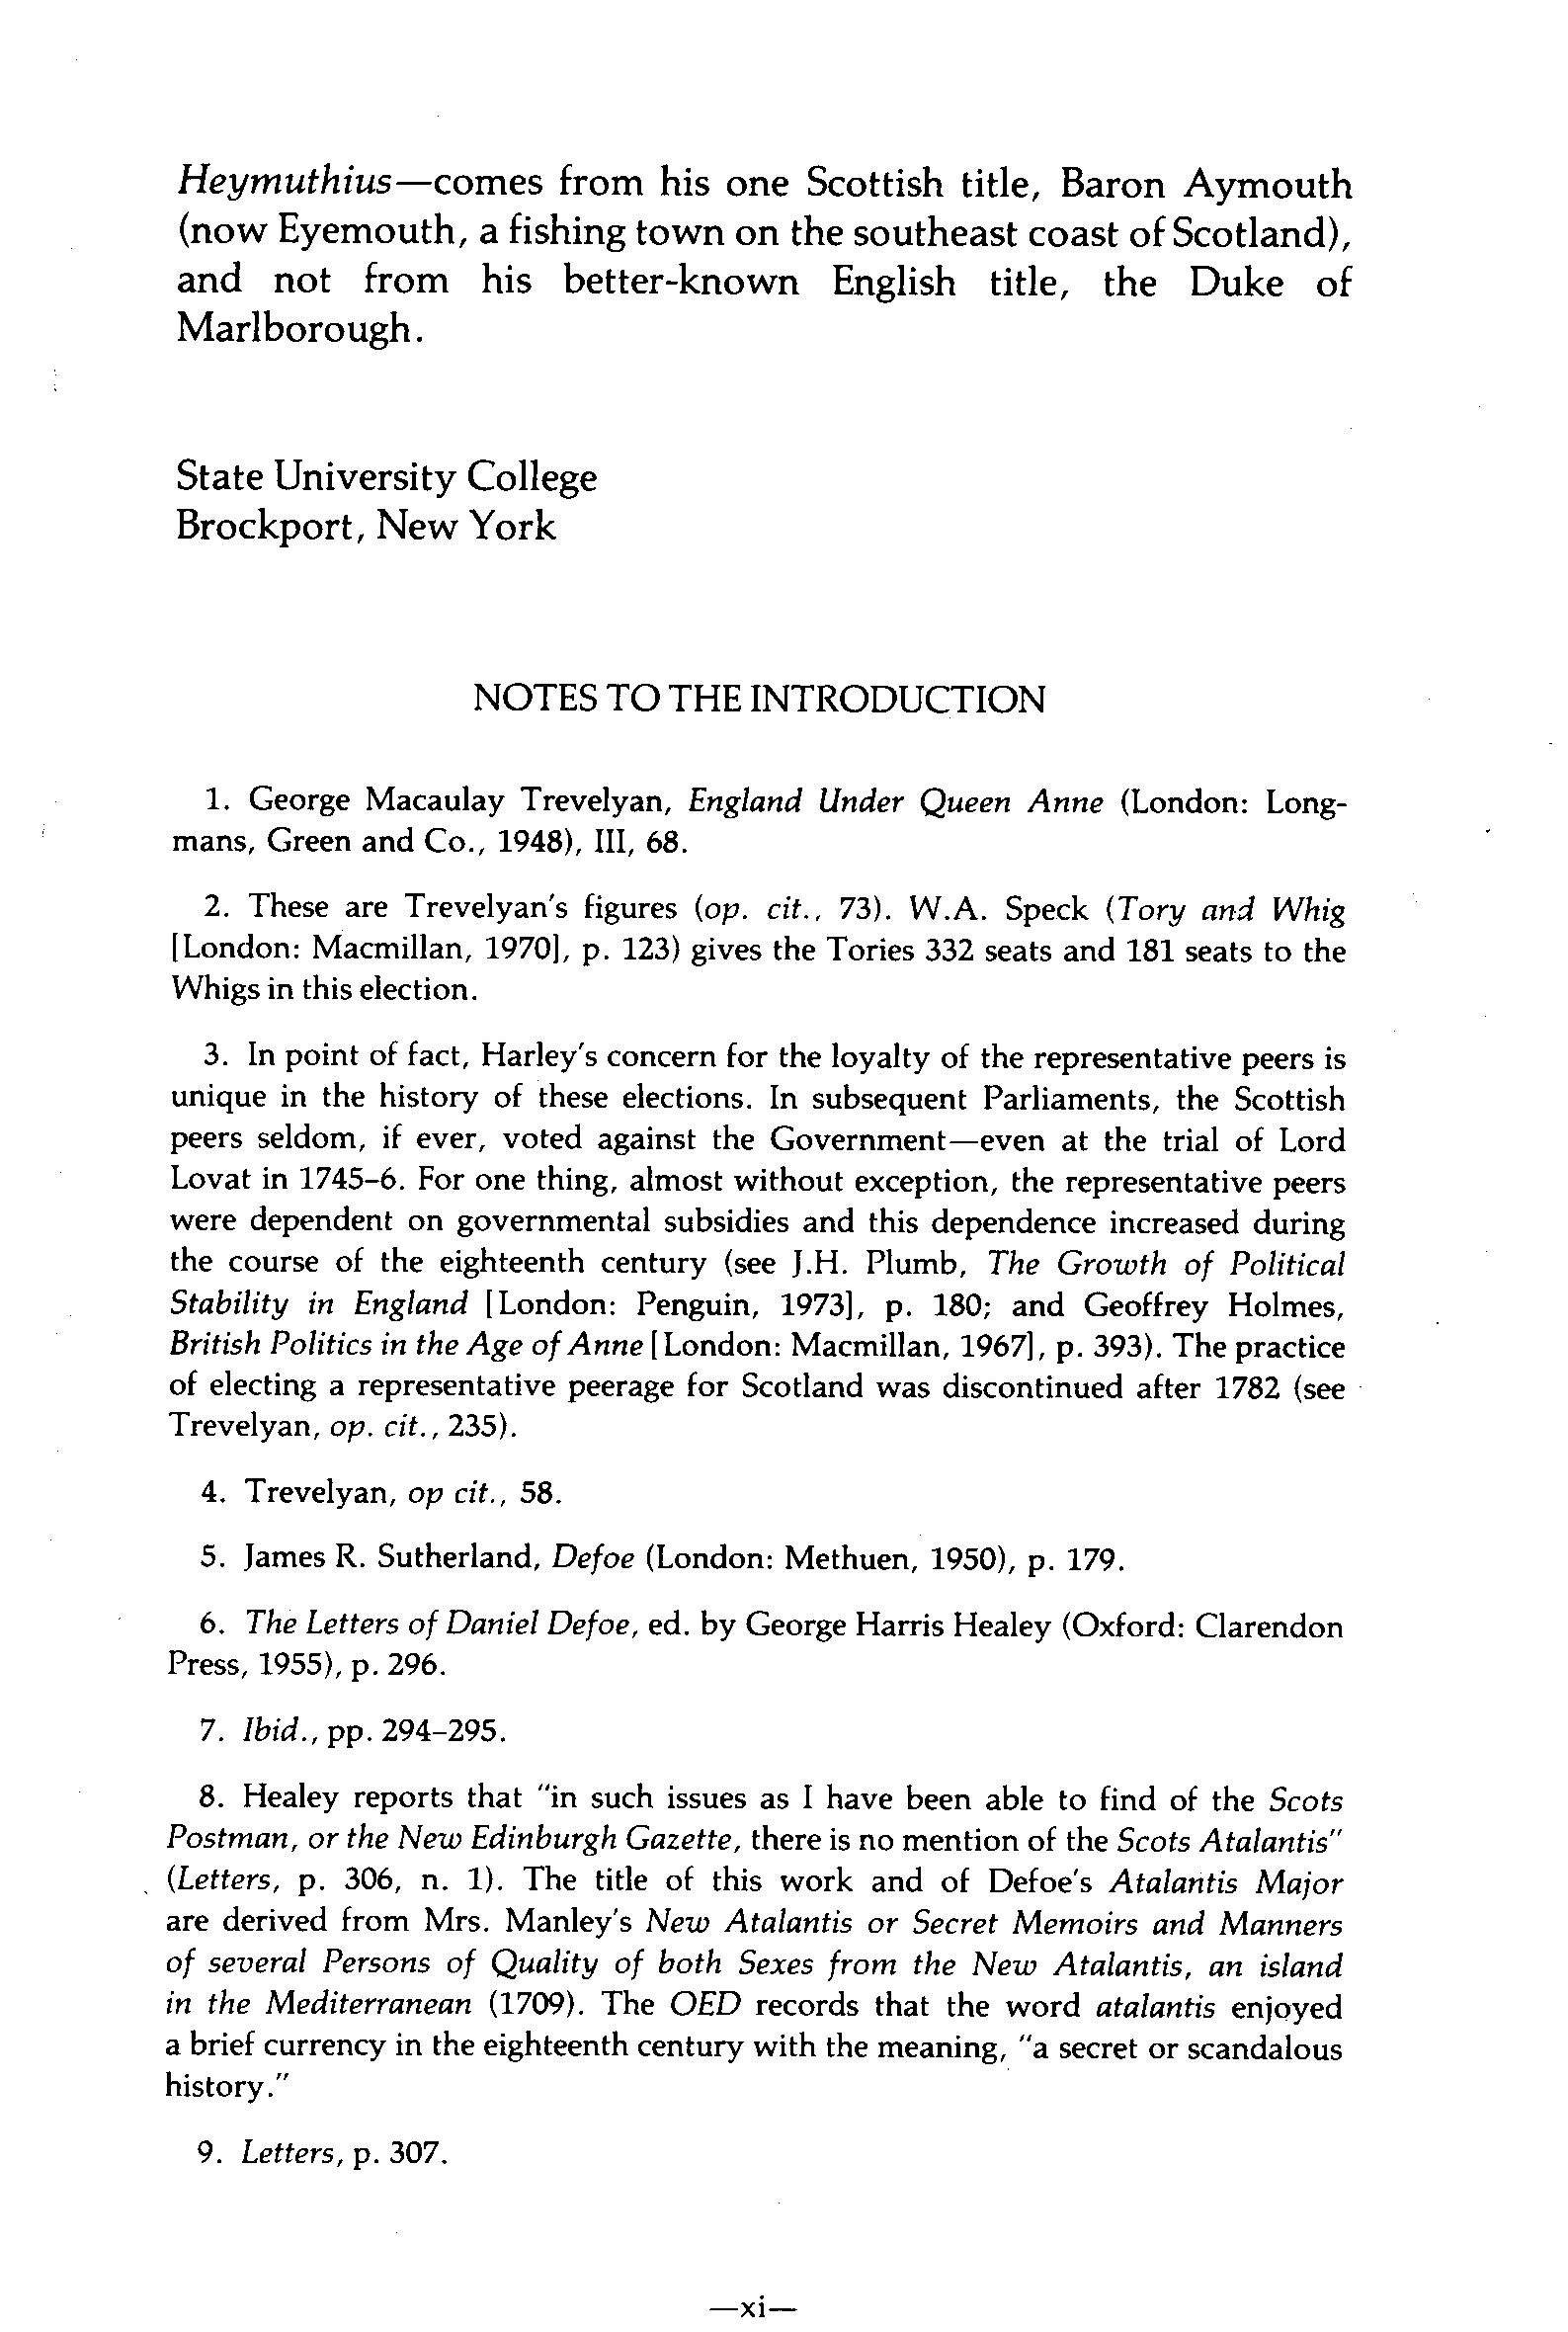 Heymuthius—comes from his one Scottish title, Baron Aymouth
(now Eyemouth, a fishing town on the southeast coast of Scotland),
and not from his better-known English title, the Duke of
Marlborough.
State University College
Brockport, New York
NOTES TO THE INTRODUCTION
1. George Macaulay Trevelyan, England Under Queen Anne (London: Long-
mans, Green and Co., 1948), III, 68.
2. These are Trevelyan's figures (op. cit., 73). W.A. Speck (Tory and Whig
[London: Macmillan, 1970], p. 123) gives the Tories 332 seats and 181 seats to the
Whigs in this election.
3. In point of fact, Harley's concern for the loyalty of the representative peers is
unique in the history of these elections. In subsequent Parliaments, the Scottish
peers seldom, if ever, voted against the Government—even at the trial of Lord
Lovat in 1745–6. For one thing, almost without exception, the representative peers
were dependent on governmental subsidies and this dependence increased during
the course of the eighteenth century (see J.H. Plumb, The Growth of Political
Stability in England [London: Penguin, 1973], p. 180; and Geoffrey Holmes,
British Politics in the Age of Anne [London: Macmillan, 1967], p. 393). The practice
of electing a representative peerage for Scotland was discontinued after 1782 (see
Trevelyan, op. cit., 235).
4. Trevelyan, op cit., 58.
5. James R. Sutherland, Defoe (London: Methuen, 1950), p. 179.
6. The Letters of Daniel Defoe, ed. by George Harris Healey (Oxford: Clarendon
Press, 1955), p. 296.
7. Ibid., pp. 294–295.
8. Healey reports that "in such issues as I have been able to find of the Scots
Postman, or the New Edinburgh Gazette, there is no mention of the Scots Atalantis"
(Letters, p. 306, n. 1). The title of this work and of Defoe's Atalantis Major
are derived from Mrs. Manley's New Atalantis or Secret Memoirs and Manners
of several Persons of Quality of both Sexes from the New Atalantis, an island
in the Mediterranean (1709). The OED records that the word atalantis enjoyed
a brief currency in the eighteenth century with the meaning, "a secret or scandalous
history."
9. Letters, p. 307.
—xi—